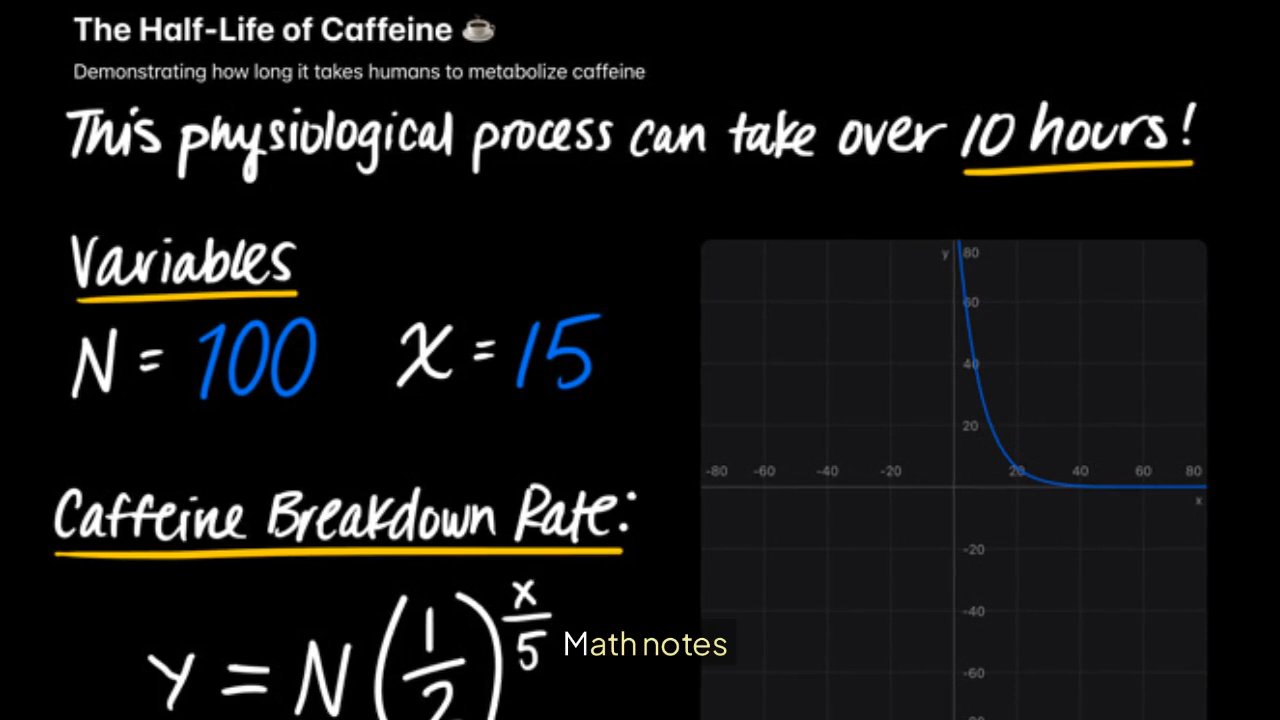 The Half-Life of Caffeine ☕
Demonstrating how long it takes humans to metabolize caffeine
This physiological process can take over 10 hours!
Variables
N = 100 x = 15
Caffeine Breakdown Rate:
y = N(1/2)^(x/5)
Math notes
y
80
60
40
20
-80 -60 -40 -20 20 40 60 80
x
-20
-40
-60
-80